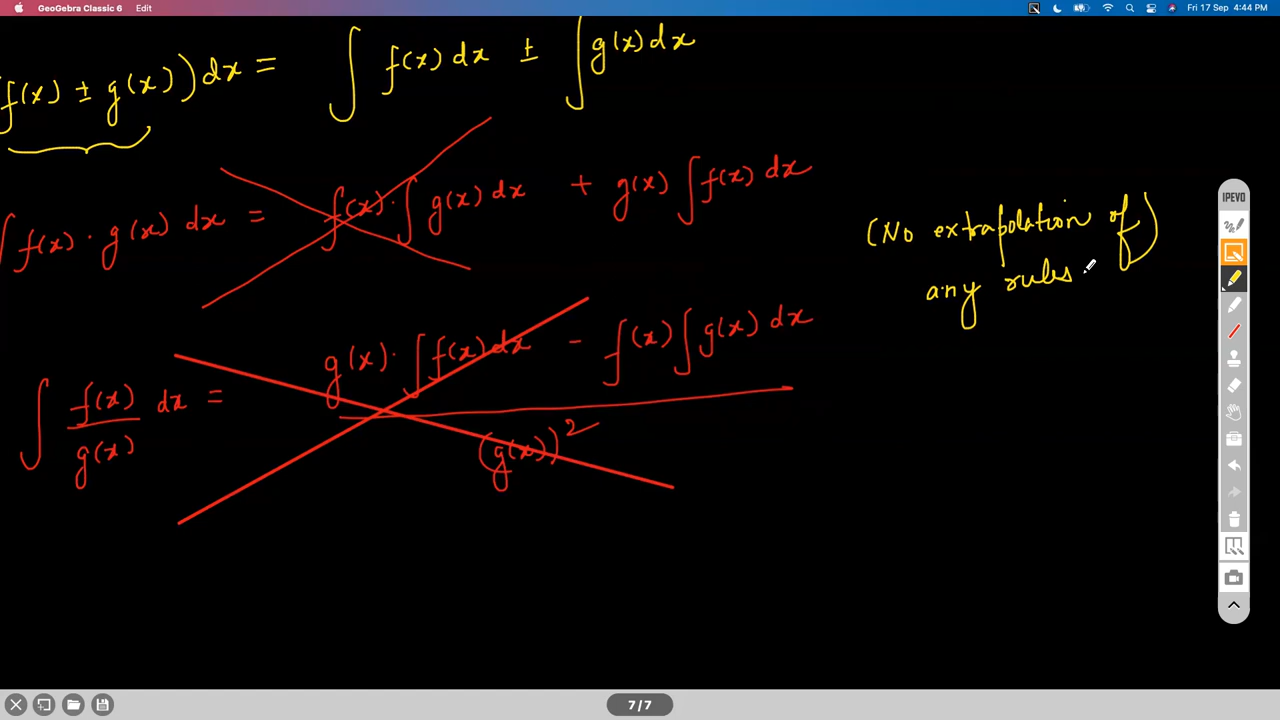 GeoGebra Classic 6 Edit Fri 17 Sep 4:44 PM
f(x) ± g(x)) dx = ∫ f(x) dx ± ∫ g(x) dx
∫ f(x) · g(x) dx = f(x) · ∫ g(x) dx + g(x) ∫ f(x) dx
(No extrapolation of)
any rules
∫ f(x)/g(x) dx = g(x) · ∫ f(x) dx - f(x) ∫ g(x) dx
(g(x))²
IPEVO
7/7